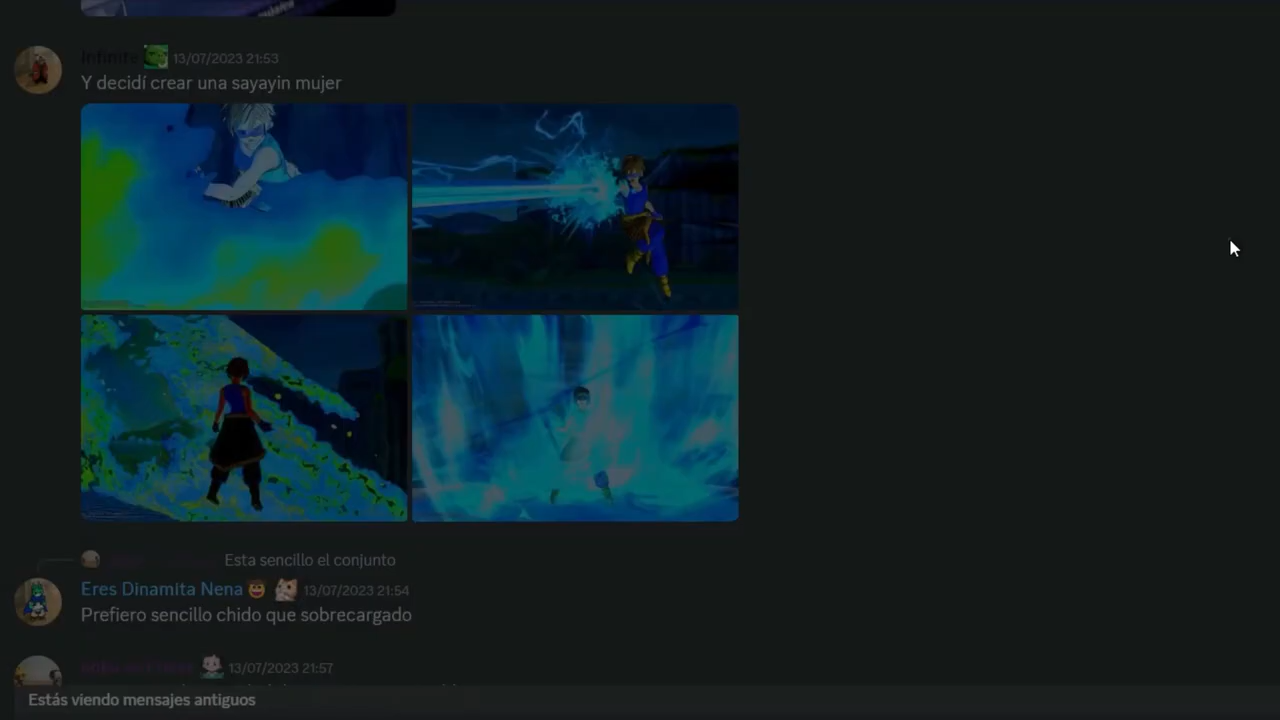 Infinite 13/07/2023 21:53
Y decidí crear una sayayin mujer
Esta sencillo el conjunto
Eres Dinamita Nena 13/07/2023 21:54
Prefiero sencillo chido que sobrecargado
13/07/2023 21:57
Estás viendo mensajes antiguos